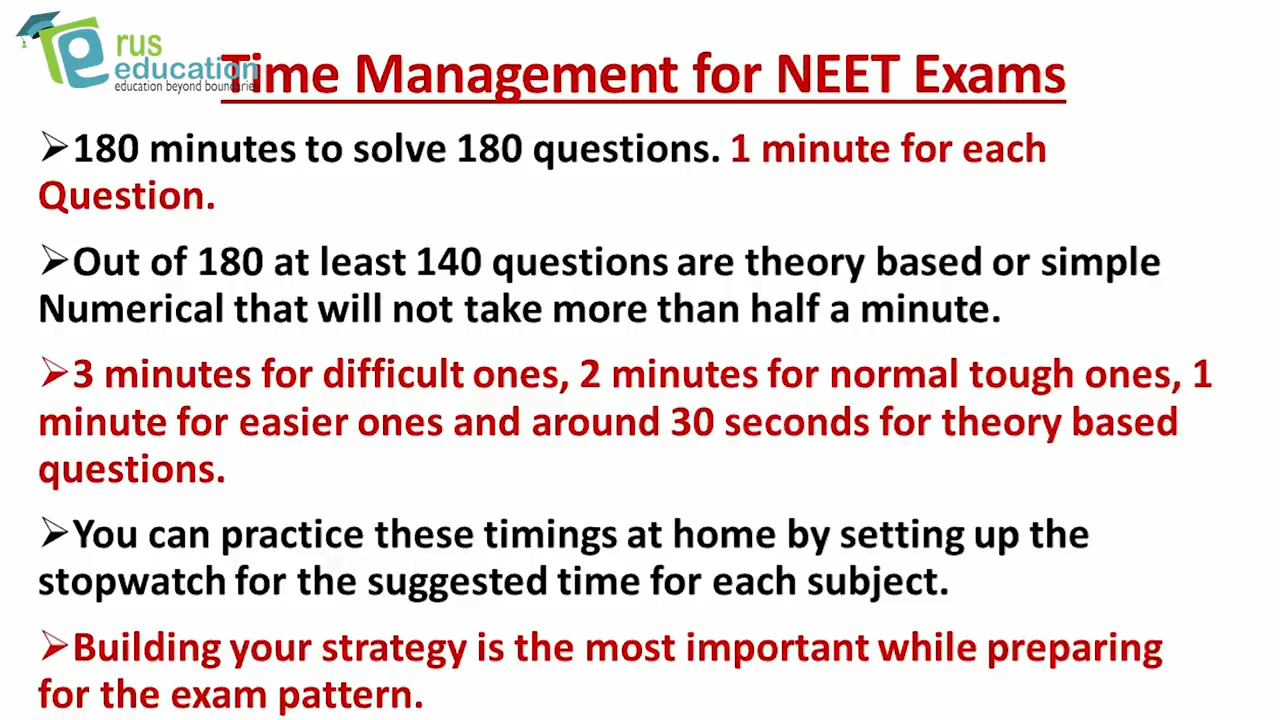 rus
education
education beyond boundaries
Time Management for NEET Exams
➢180 minutes to solve 180 questions. 1 minute for each
Question.
➢Out of 180 at least 140 questions are theory based or simple
Numerical that will not take more than half a minute.
➢3 minutes for difficult ones, 2 minutes for normal tough ones, 1
minute for easier ones and around 30 seconds for theory based
questions.
➢You can practice these timings at home by setting up the
stopwatch for the suggested time for each subject.
➢Building your strategy is the most important while preparing
for the exam pattern.